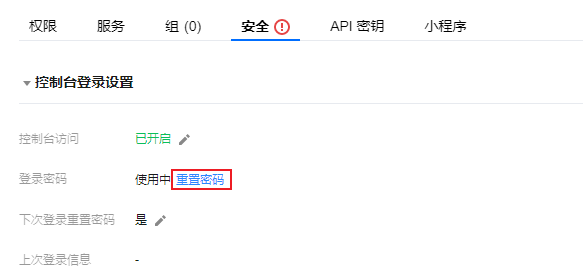 权限 服务 组 (0) 安全 API 密钥 小程序
控制台登录设置
控制台访问 已开启
登录密码 使用中 重置密码
下次登录重置密码 是
上次登录信息 -